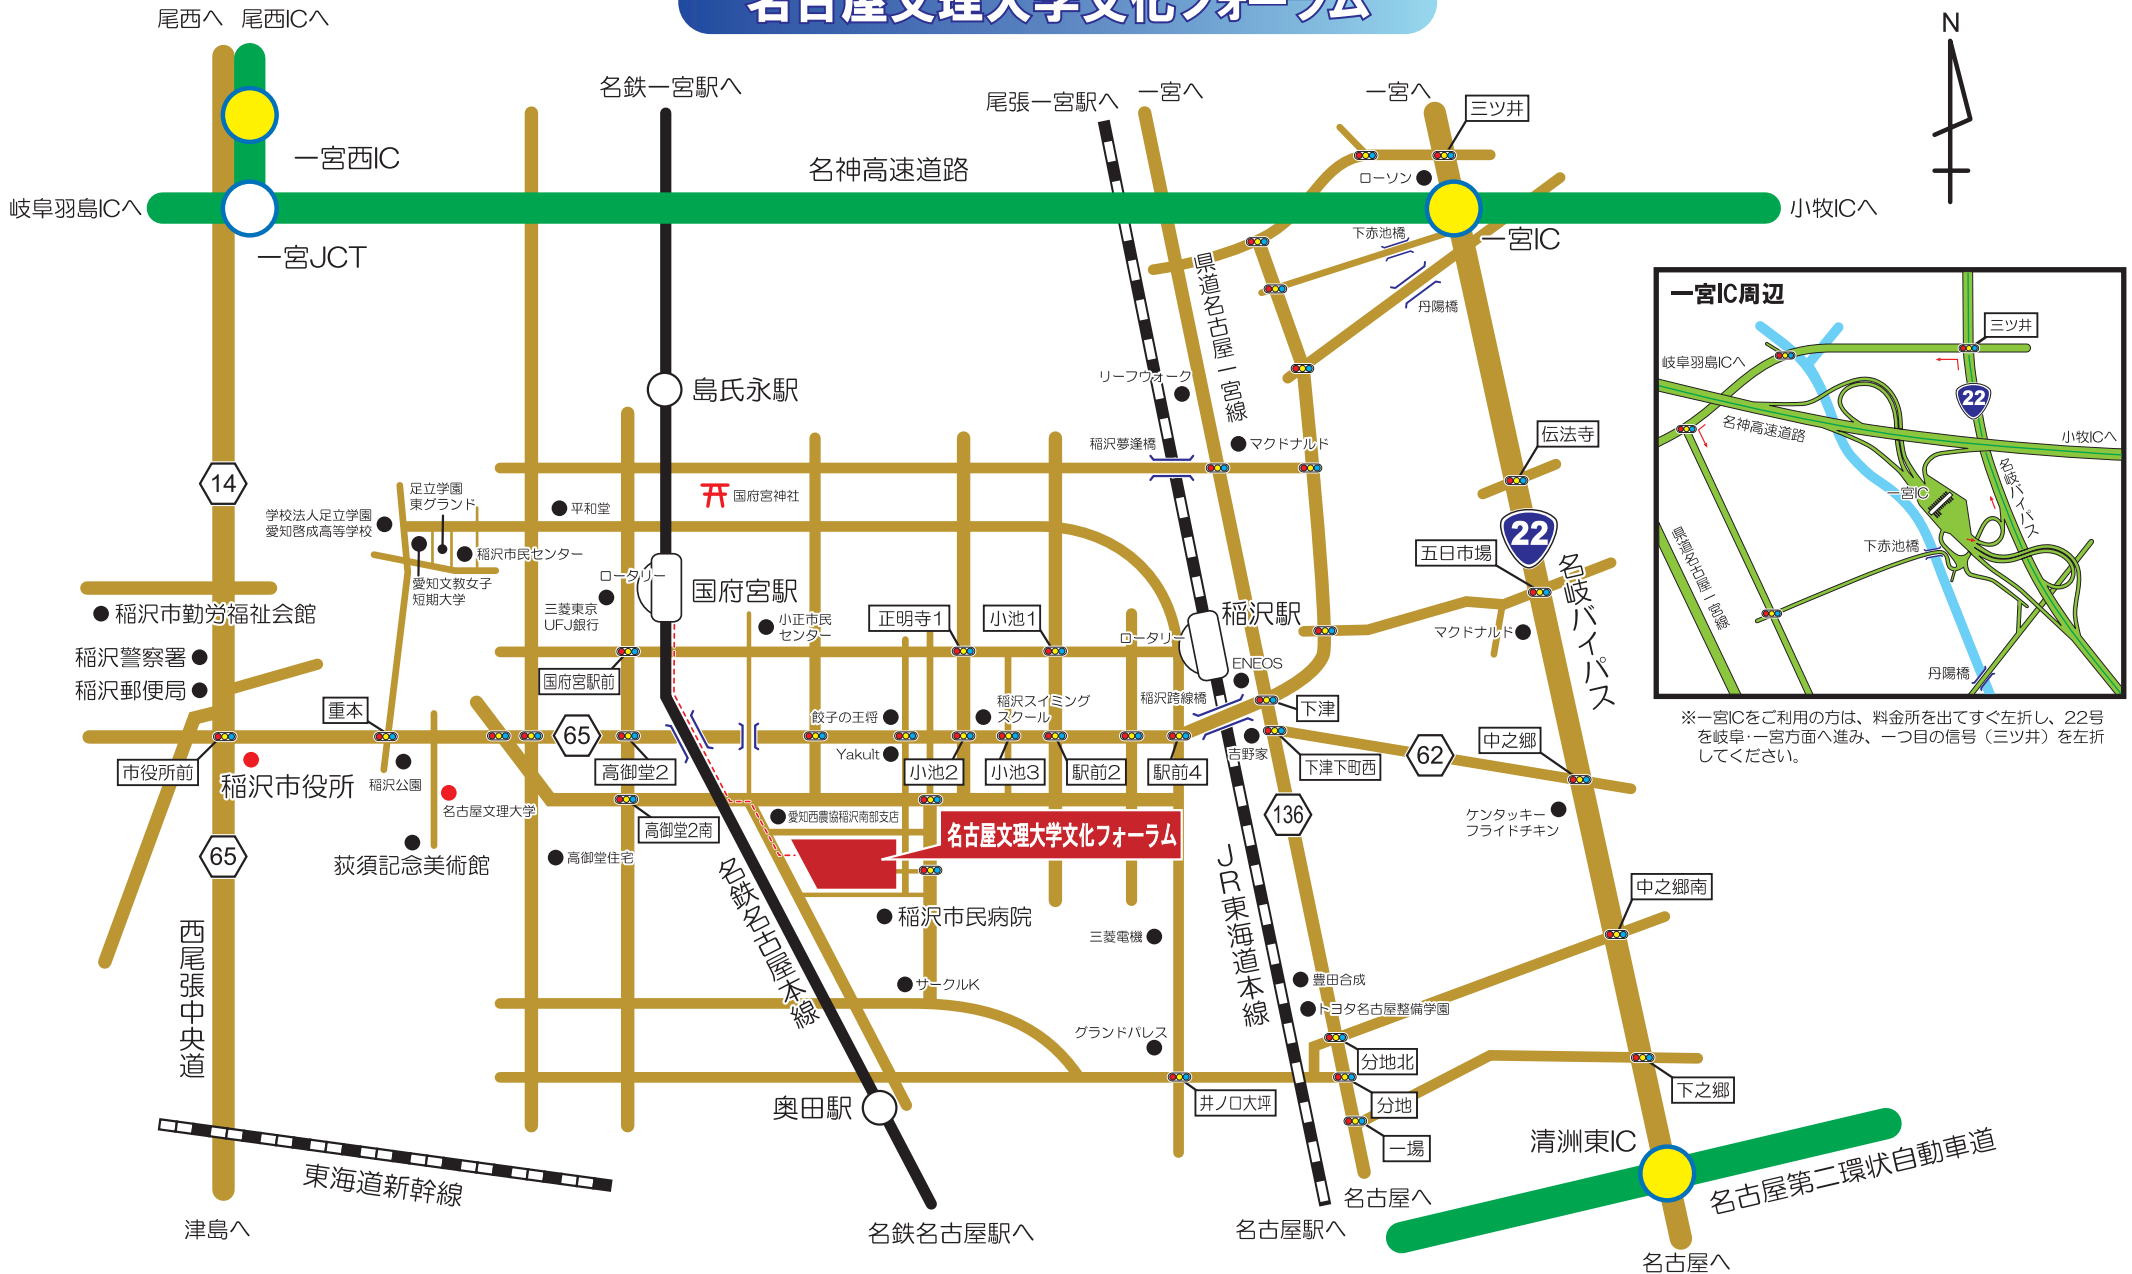 名古屋文理大学文化フォーラム
尾西へ
尾西ICへ
N
名鉄一宮駅へ
尾張一宮駅へ
一宮へ
一宮へ
三ツ井
一宮西IC
名神高速道路
ローソン
岐阜羽島ICへ
小牧ICへ
一宮JCT
下赤池橋
一宮IC
県道名古屋一宮線
丹陽橋
一宮IC周辺
三ツ井
岐阜羽島ICへ
22
名神高速道路
小牧ICへ
名岐バイパス
一宮IC
県道名古屋一宮線
下赤池橋
丹陽橋
※一宮ICをご利用の方は、料金所を出てすぐ左折し、22号
を岐阜・一宮方面へ進み、一つ目の信号（三ツ井）を左折
してください。
島氏永駅
リーフウォーク
稲沢夢逢橋
マクドナルド
伝法寺
14
足立学園
東グランド
国府宮神社
学校法人足立学園
愛知啓成高等学校
平和堂
稲沢市民センター
22
五日市場
名岐バイパス
ロータリー
国府宮駅
愛知文教女子
短期大学
三菱東京
UFJ銀行
稲沢市勤労福祉会館
小正市民
センター
正明寺1
小池1
稲沢駅
ロータリー
マクドナルド
稲沢警察署
ENEOS
国府宮駅前
稲沢郵便局
重本
餃子の王将
稲沢スイミング
スクール
稲沢跨線橋
下津
65
Yakult
吉野家
中之郷
62
市役所前
稲沢市役所
稲沢公園
高御堂2
小池2
小池3
駅前2
駅前4
下津下町西
名古屋文理大学
愛知西農協稲沢南部支店
136
ケンタッキー
フライドチキン
高御堂2南
名古屋文理大学文化フォーラム
65
荻須記念美術館
高御堂住宅
名鉄名古屋本線
JR東海道本線
中之郷南
稲沢市民病院
三菱電機
西尾張中央道
サークルK
豊田合成
トヨタ名古屋整備学園
グランドパレス
分地北
下之郷
奥田駅
井ノ口大坪
分地
一場
清洲東IC
東海道新幹線
名古屋第二環状自動車道
津島へ
名鉄名古屋駅へ
名古屋駅へ
名古屋へ
名古屋へ